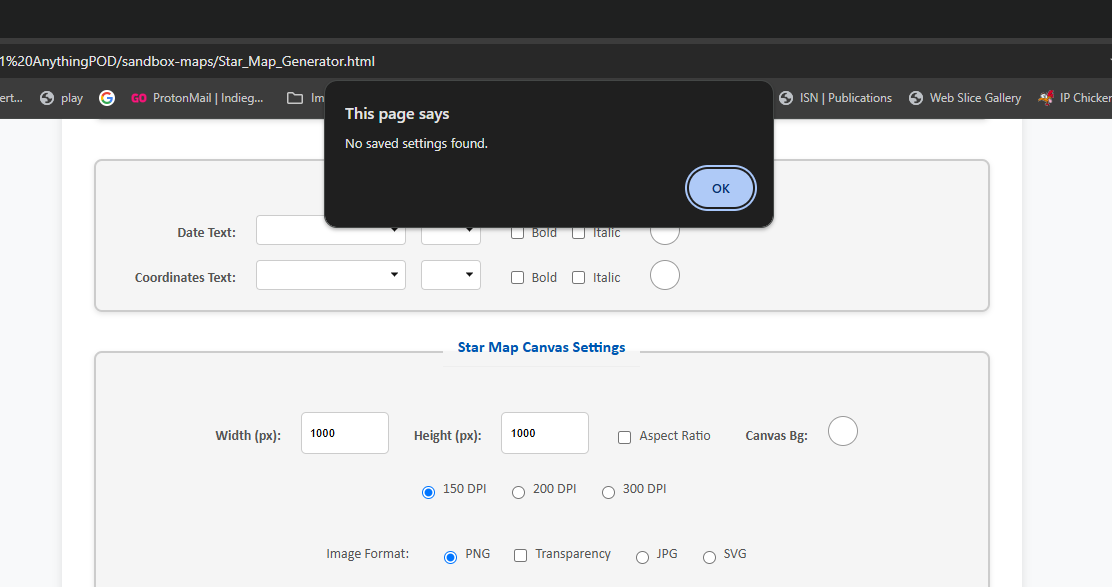 1%20AnythingPOD/sandbox-maps/Star_Map_Generator.html
ert... play ProtonMail | Indieg... Im ISN | Publications Web Slice Gallery IP Chicken
This page says
No saved settings found.
OK
Date Text: Bold Italic
Coordinates Text: Bold Italic
Star Map Canvas Settings
Width (px): 1000 Height (px): 1000 Aspect Ratio Canvas Bg:
150 DPI 200 DPI 300 DPI
Image Format: PNG Transparency JPG SVG